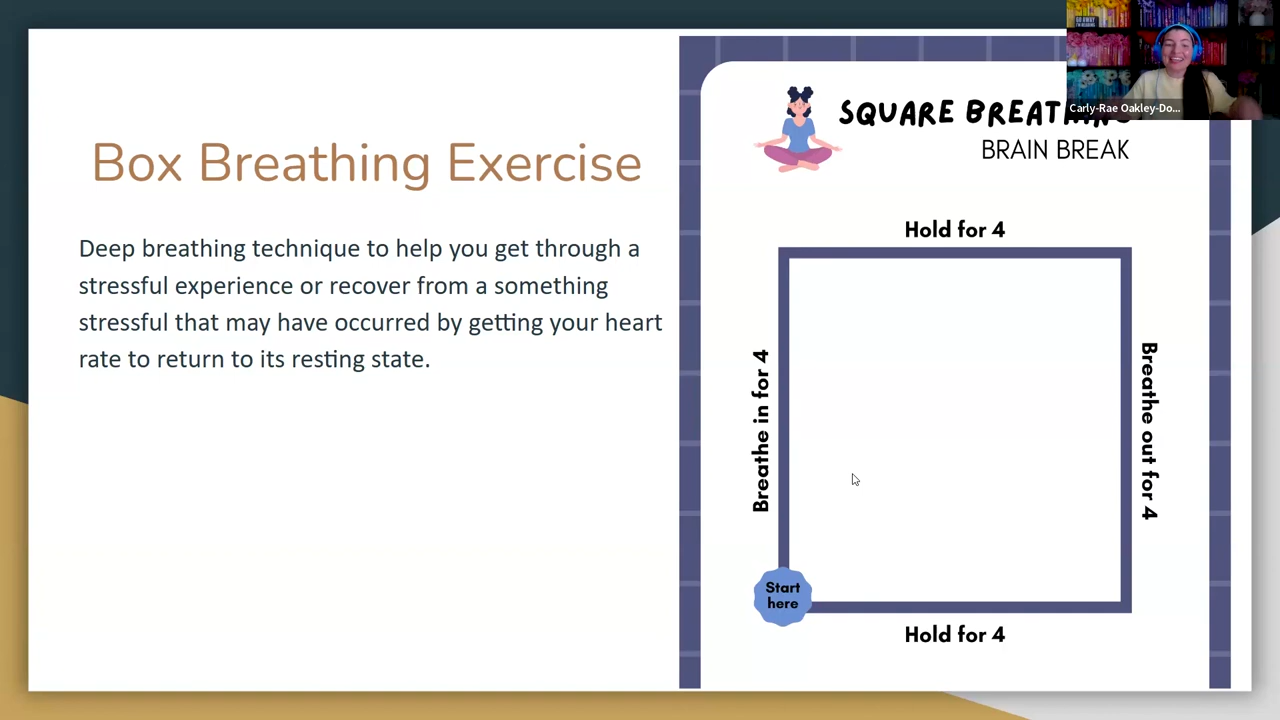 Box Breathing Exercise
Deep breathing technique to help you get through a
stressful experience or recover from a something
stressful that may have occurred by getting your heart
rate to return to its resting state.
SQUARE
BRAIN BREAK
Hold for 4
Breathe in for 4
Breathe out for 4
Start
here
Hold for 4
Carly-Rae Oakley-Do...